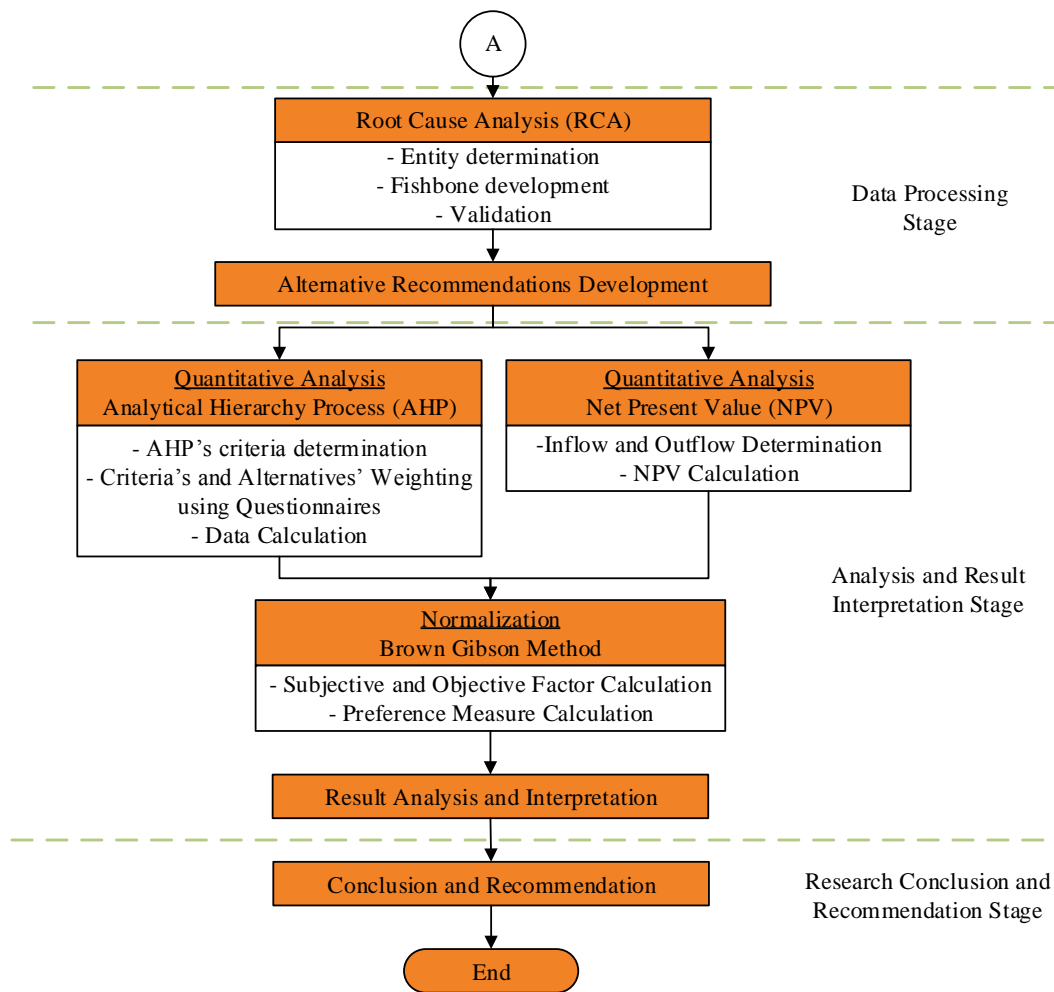 A
Root Cause Analysis (RCA)
- Entity determination
- Fishbone development
- Validation
Data Processing
Stage
Alternative Recommendations Development
Quantitative Analysis
Analytical Hierarchy Process (AHP)
- AHP's criteria determination
- Criteria's and Alternatives' Weighting
using Questionnaires
- Data Calculation
Quantitative Analysis
Net Present Value (NPV)
-Inflow and Outflow Determination
- NPV Calculation
Analysis and Result
Interpretation Stage
Normalization
Brown Gibson Method
- Subjective and Objective Factor Calculation
- Preference Measure Calculation
Result Analysis and Interpretation
Conclusion and Recommendation
Research Conclusion and
Recommendation Stage
End